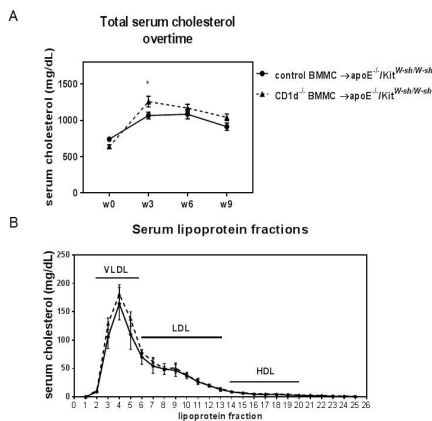 A
Total serum cholesterol
overtime
serum cholesterol (mg/dL)
1500
1000
500
0
w0 w3 w6 w9
*
control BMMC →apoE-/-/KitW-sh/W-sh
CD1d-/- BMMC →apoE-/-/KitW-sh/W-sh
B
Serum lipoprotein fractions
serum cholesterol (mg/dL)
250
200
150
100
50
0
VLDL
LDL
HDL
0 1 2 3 4 5 6 7 8 9 10 11 12 13 14 15 16 17 18 19 20 21 22 23 24 25 26
lipoprotein fraction